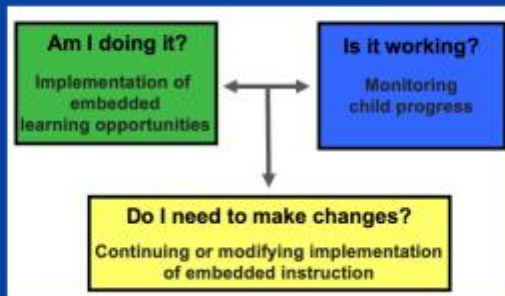 Am I doing it?
Implementation of
embedded
learning opportunities
Is it working?
Monitoring
child progress
Do I need to make changes?
Continuing or modifying implementation
of embedded instruction